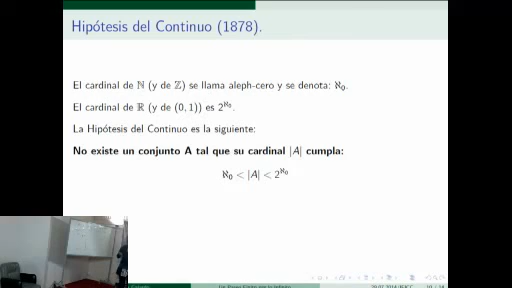 Hipótesis del Continuo (1878).
El cardinal de ℕ (y de ℤ) se llama aleph-cero y se denota: ℵ₀.
El cardinal de ℝ (y de (0, 1)) es 2^ℵ₀.
La Hipótesis del Continuo es la siguiente:
No existe un conjunto A tal que su cardinal |A| cumpla:
ℵ₀ < |A| < 2^ℵ₀